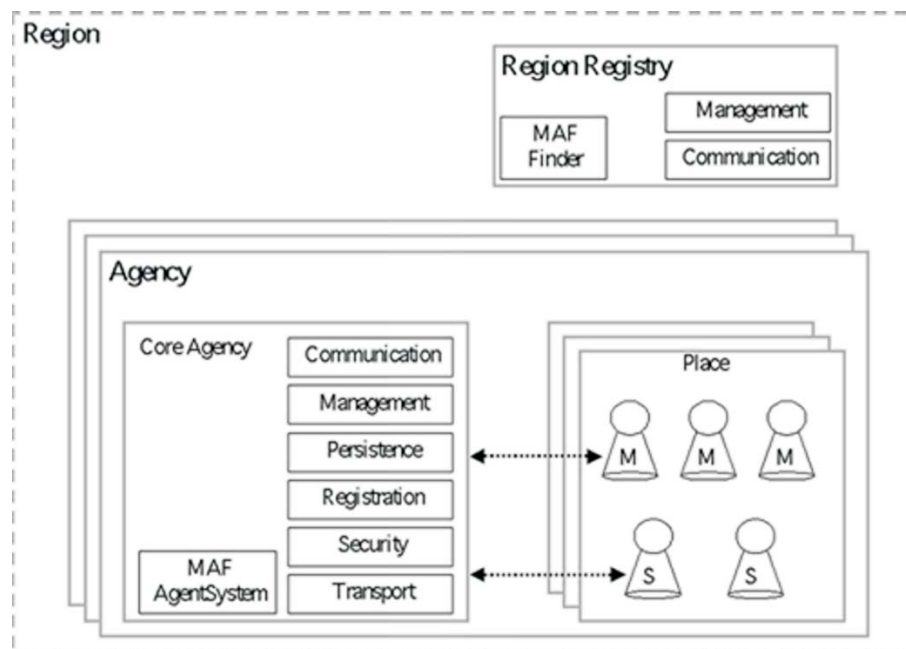 Region
Region Registry
MAF
Finder
Management
Communication
Agency
Core Agency
Communication
Management
Persistence
Registration
Security
Transport
MAF
AgentSystem
Place
M
M
M
S
S